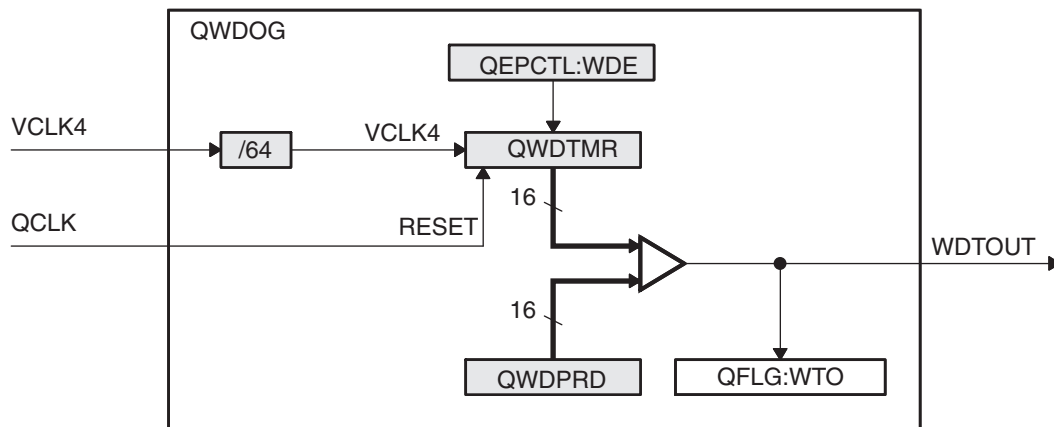 QWDOG
QEPCTL:WDE
VCLK4
/64
VCLK4
QWDTMR
16
QCLK
RESET
WDTOUT
16
QWDPRD
QFLG:WTO